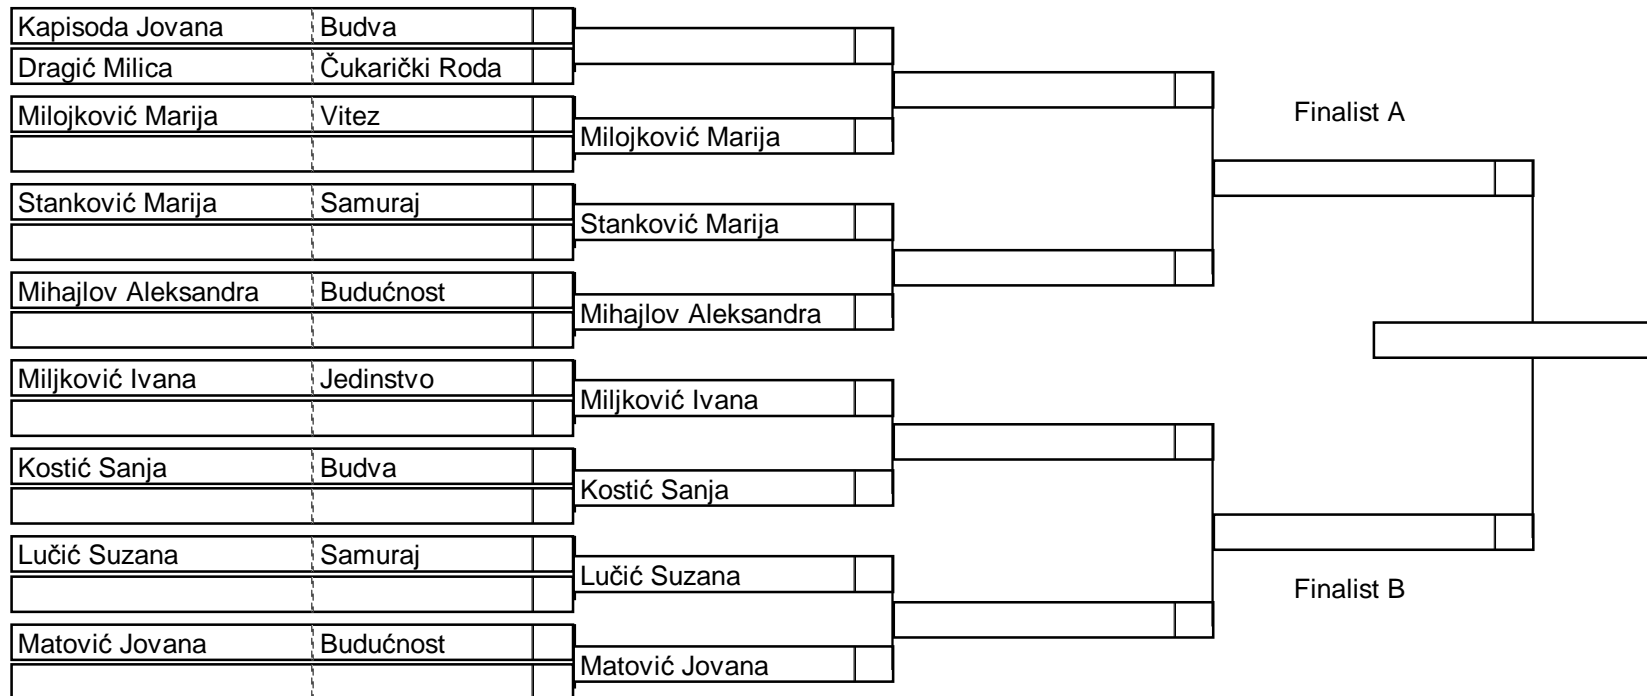 Kapisoda Jovana Budva
Dragić Milica Čukarički Roda
Milojković Marija Vitez
Milojković Marija
Finalist A
Stanković Marija Samuraj
Stanković Marija
Mihajlov Aleksandra Budućnost
Mihajlov Aleksandra
Miljković Ivana Jedinstvo
Miljković Ivana
Kostić Sanja Budva
Kostić Sanja
Lučić Suzana Samuraj
Lučić Suzana
Finalist B
Matović Jovana Budućnost
Matović Jovana